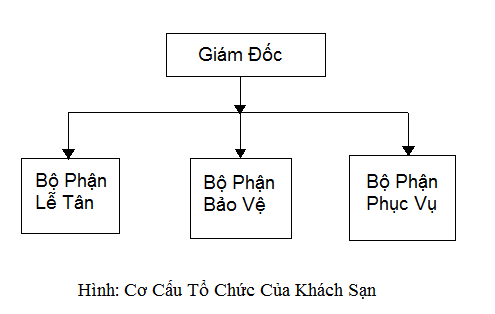 Giám Đốc
Bộ Phận
Lễ Tân
Bộ Phận
Bảo Vệ
Bộ Phận
Phục Vụ
Hình: Cơ Cấu Tổ Chức Của Khách Sạn